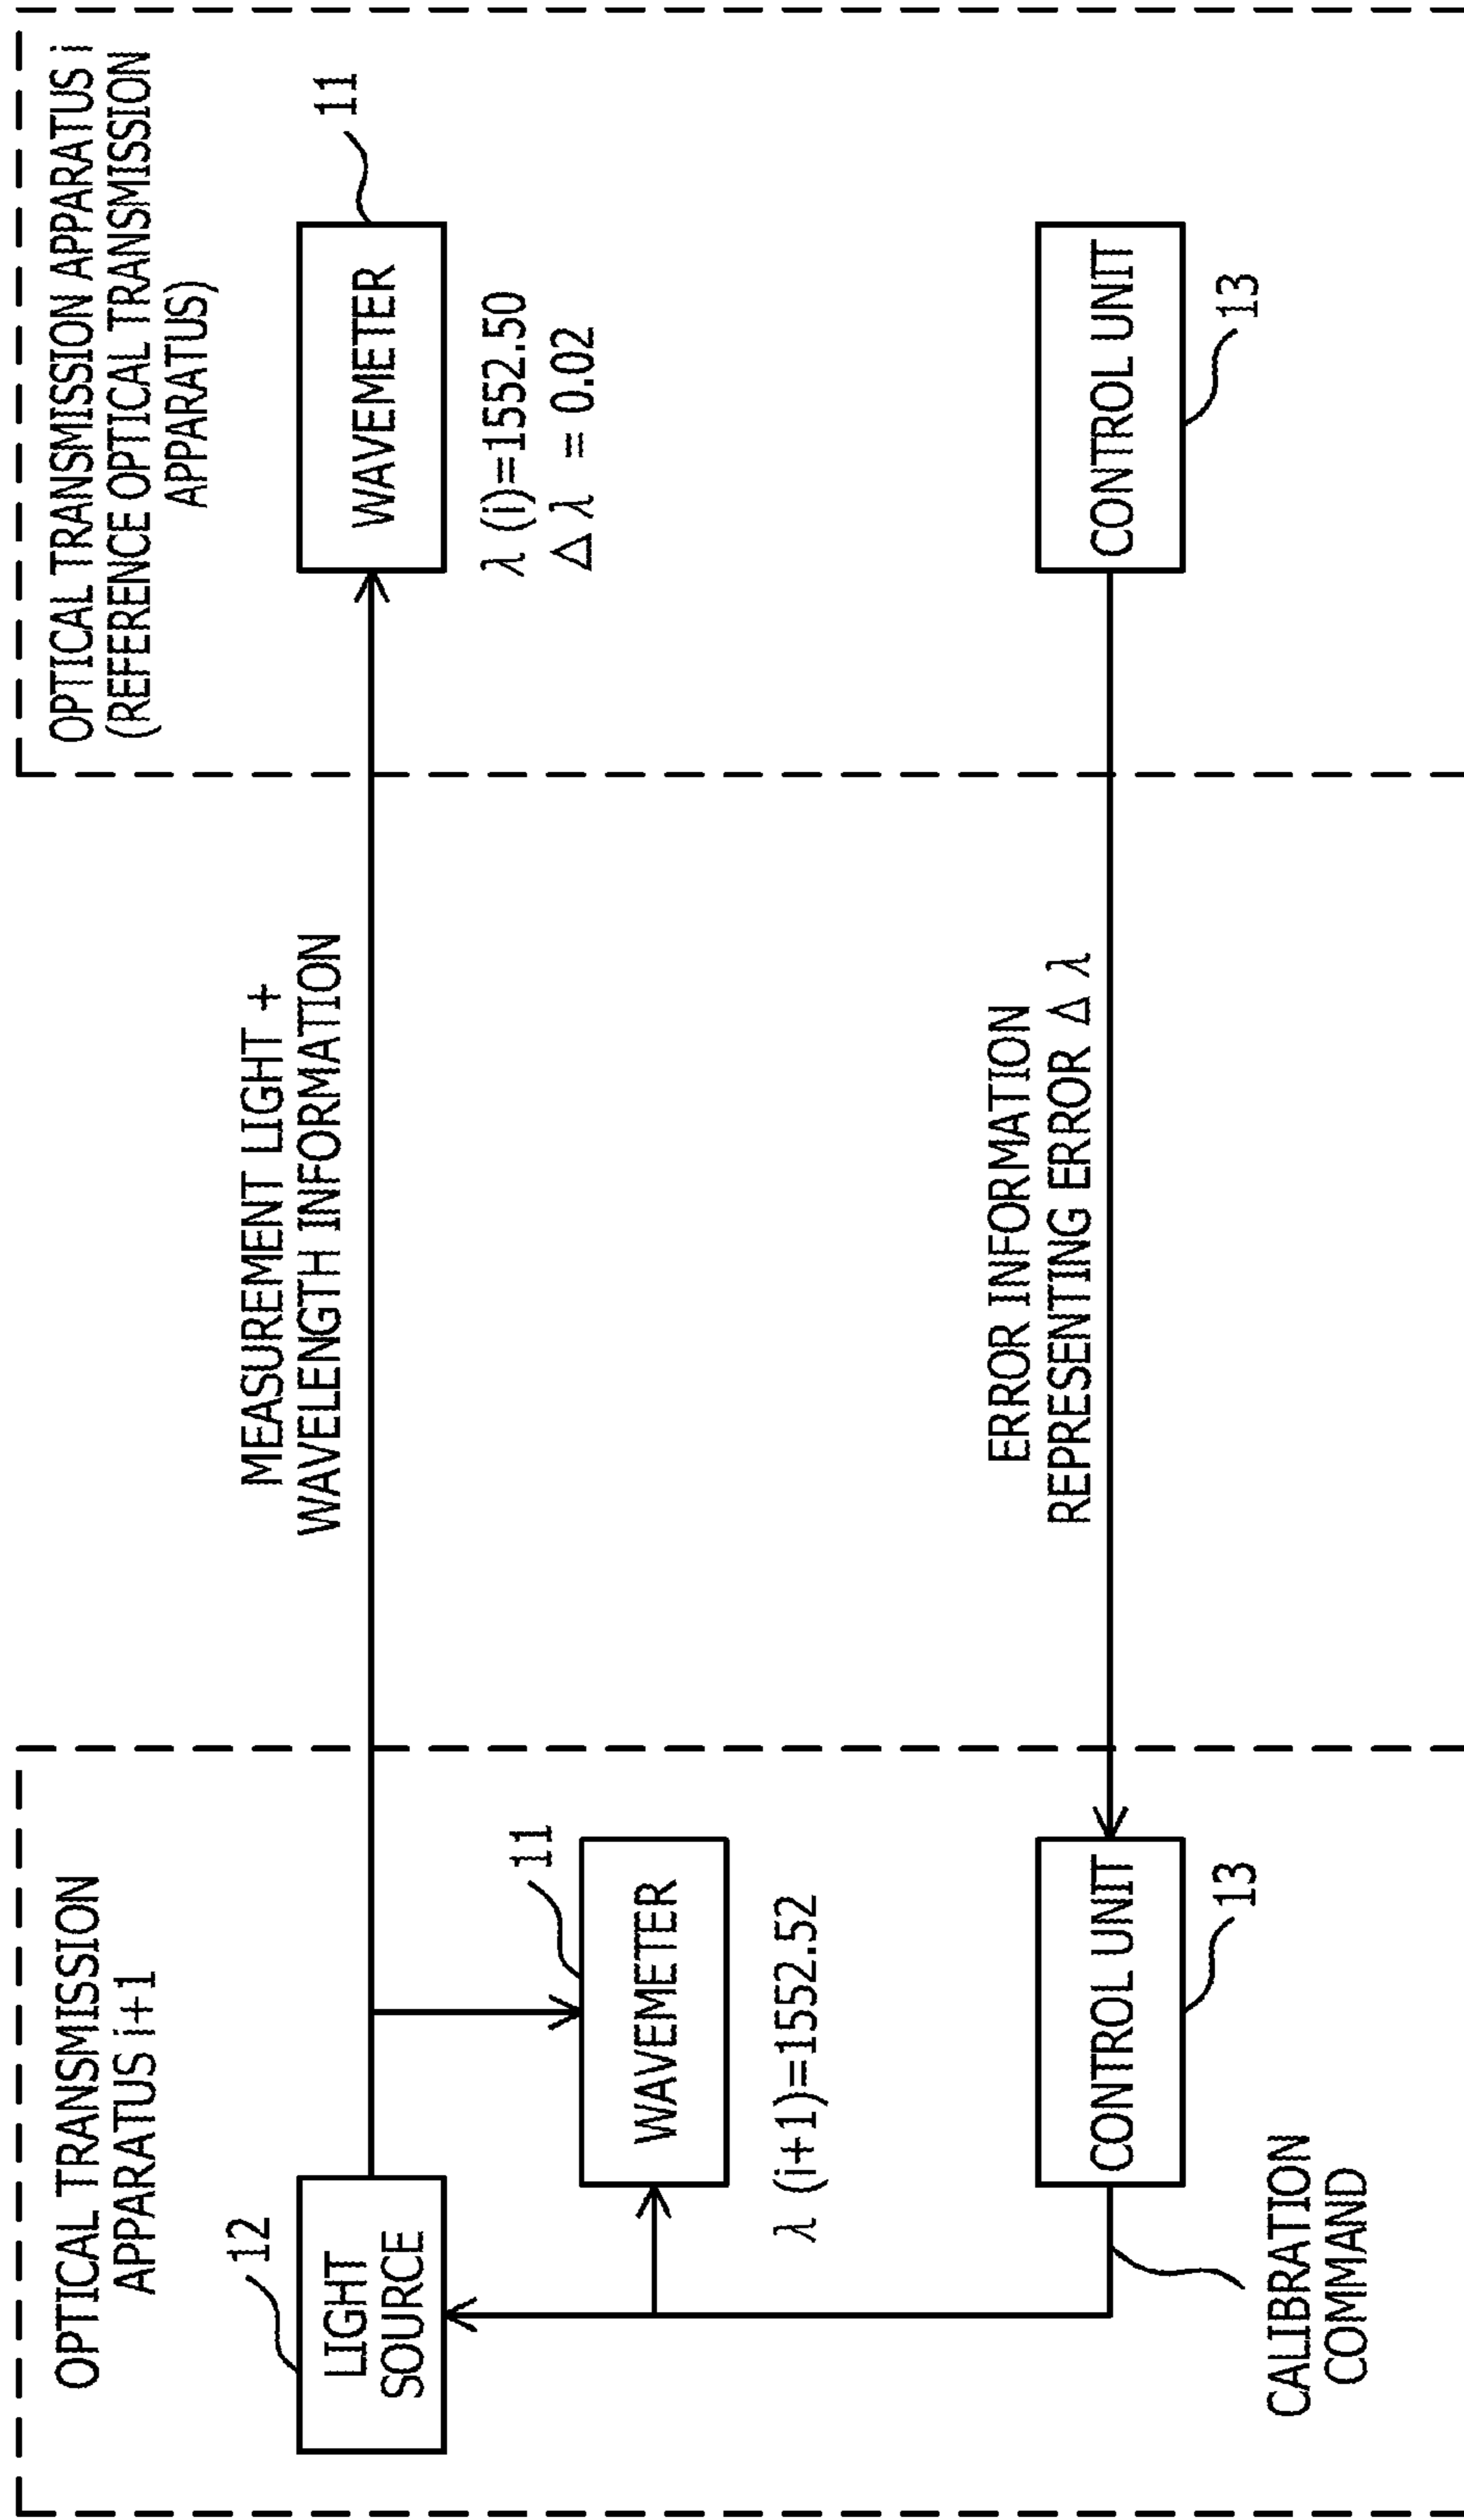 OPTICAL TRANSMISSION
APPARATUS i+1
12
LIGHT
SOURCE
11
WAVEMETER
λ (i+1)=1552.52
CONTROL UNIT
13
CALIBRATION
COMMAND
MEASUREMENT LIGHT +
WAVELENGTH INFORMATION
ERROR INFORMATION
REPRESENTING ERROR Δ λ
OPTICAL TRANSMISSION APPARATUS i
(REFERENCE OPTICAL TRANSMISSION
APPARATUS)
11
WAVEMETER
λ (i)=1552.50
Δ λ = 0.02
CONTROL UNIT
13